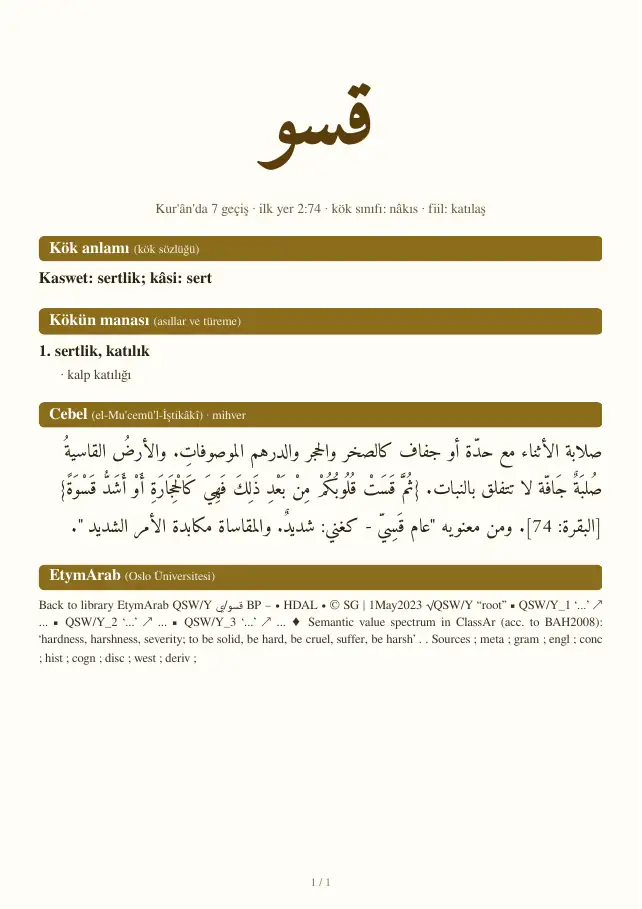 قسو
Kur'ân'da 7 geçiş · ilk yer 2:74 · kök sınıfı: nâkıs · fiil: katılaş
Kök anlamı (kök sözlüğü)
Kaswet: sertlik; kâsi: sert
Kökün manası (asıllar ve türeme)
1. sertlik, katılık
· kalp katılığı
Cebel (el-Mu'cemü'l-İştikâkî) · mihver
صلابة الأثناء مع حدّة أو جفاف كالصخر والحجر والدرهم الموصوفاتِ. والأرضُ القاسيةُ
صُلبَةٌ جَافّة لا تتفلق بالنبات. {ثُمَّ قَسَتْ قُلُوبُكُمْ مِنْ بَعْدِ ذَلِكَ فَهِيَ كَالْحِجَارَةِ أَوْ أَشَدُّ قَسْوَةً}
[البقرة: 74]. ومن معنويه "عام قَسِيّ - كغني: شديدٌ. والمقاساة مكابدة الأمر الشديد".
EtymArab (Oslo Üniversitesi)
Back to library EtymArab QSW/Y قسو/ي BP – • HDAL • © SG | 1May2023 √QSW/Y “root” ▪ QSW/Y_1 ‘...’ ↗
... ▪ QSW/Y_2 ‘...’ ↗ ... ▪ QSW/Y_3 ‘...’ ↗ ... ♦ Semantic value spectrum in ClassAr (acc. to BAH2008):
‘hardness, harshness, severity; to be solid, be hard, be cruel, suffer, be harsh’ . . Sources ; meta ; gram ; engl ; conc
; hist ; cogn ; disc ; west ; deriv ;
1 / 1